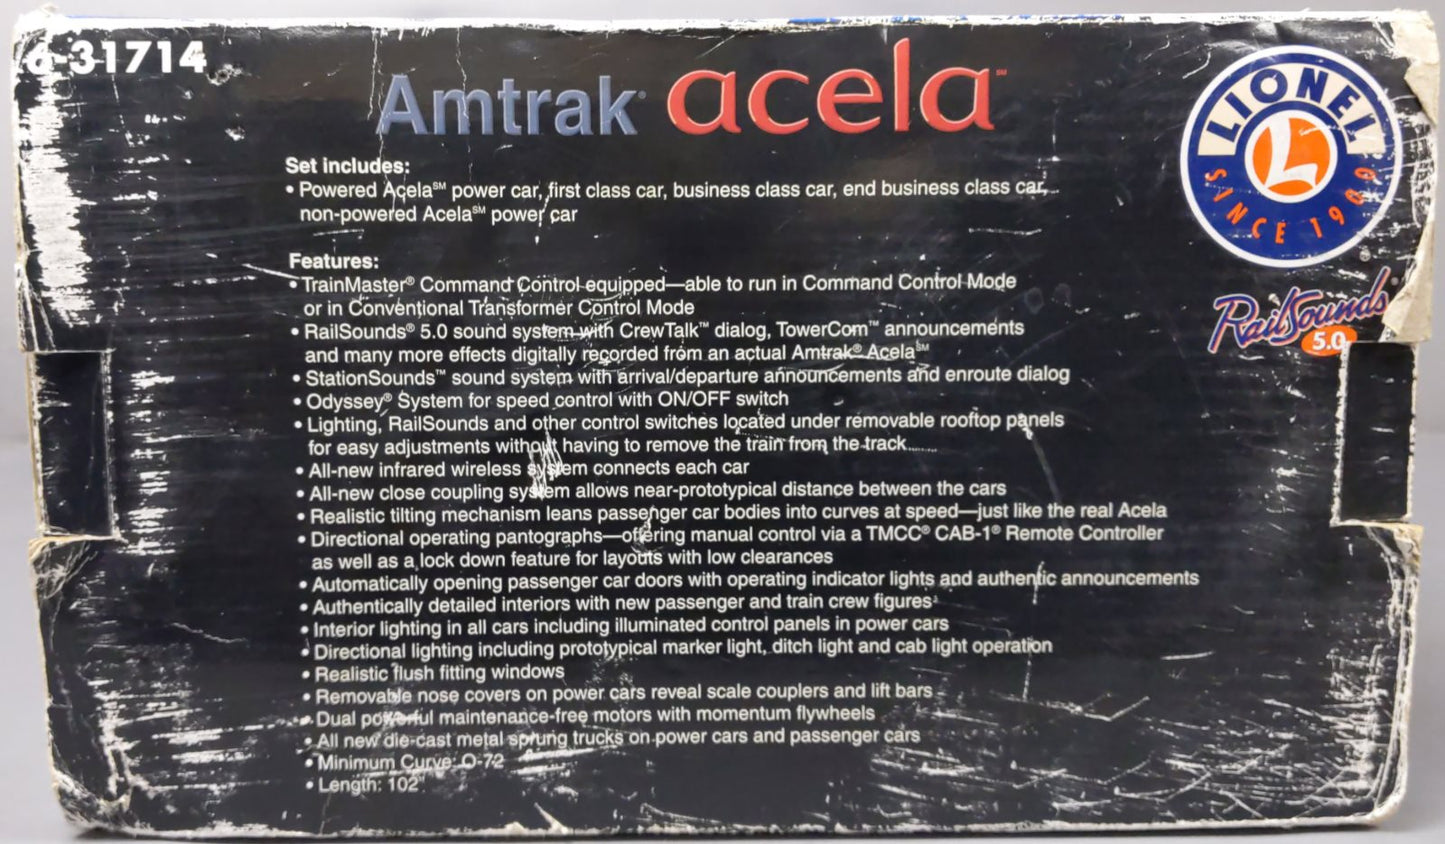 6-31714
Amtrak® acela℠
LIONEL
L
SINCE 1900
RailSounds®
5.0
Set includes:
• Powered Acela℠ power car, first class car, business class car, end business class car,
non-powered Acela℠ power car
Features:
• TrainMaster® Command Control equipped—able to run in Command Control Mode
or in Conventional Transformer Control Mode
• RailSounds® 5.0 sound system with CrewTalk™ dialog, TowerCom™ announcements
and many more effects digitally recorded from an actual Amtrak® Acela℠
• StationSounds™ sound system with arrival/departure announcements and enroute dialog
• Odyssey® System for speed control with ON/OFF switch
• Lighting, RailSounds and other control switches located under removable rooftop panels
for easy adjustments without having to remove the train from the track
• All-new infrared wireless system connects each car
• All-new close coupling system allows near-prototypical distance between the cars
• Realistic tilting mechanism leans passenger car bodies into curves at speed—just like the real Acela
• Directional operating pantographs—offering manual control via a TMCC® CAB-1® Remote Controller
as well as a lock down feature for layouts with low clearances
• Automatically opening passenger car doors with operating indicator lights and authentic announcements
• Authentically detailed interiors with new passenger and train crew figures
• Interior lighting in all cars including illuminated control panels in power cars
• Directional lighting including prototypical marker light, ditch light and cab light operation
• Realistic flush fitting windows
• Removable nose covers on power cars reveal scale couplers and lift bars
• Dual powerful maintenance-free motors with momentum flywheels
• All new die-cast metal sprung trucks on power cars and passenger cars
• Minimum Curve: O-72
• Length: 102"